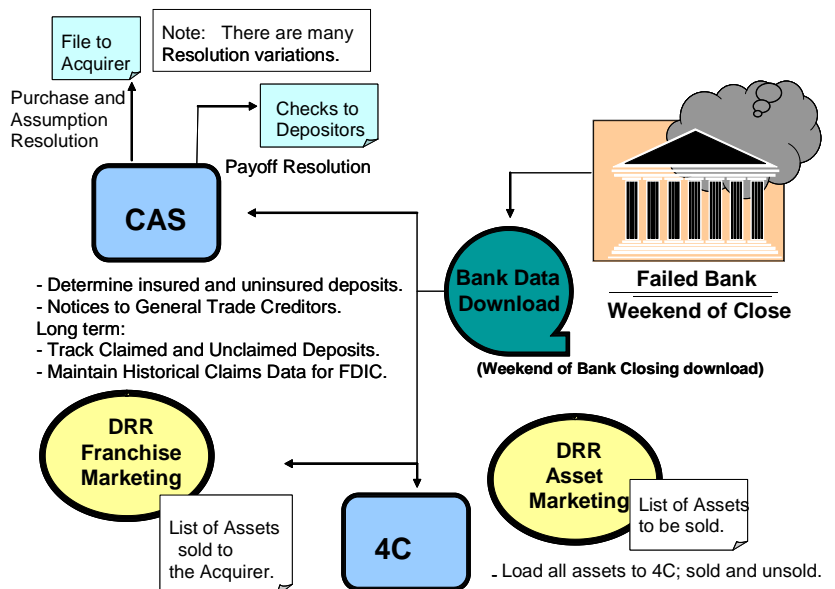 File to
Acquirer
Note: There are many
Resolution variations.
Purchase and
Assumption
Resolution
Checks to
Depositors
Payoff Resolution
CAS
Bank Data
Download
Failed Bank
Weekend of Close
- Determine insured and uninsured deposits.
- Notices to General Trade Creditors.
Long term:
- Track Claimed and Unclaimed Deposits.
- Maintain Historical Claims Data for FDIC.
(Weekend of Bank Closing download)
DRR
Franchise
Marketing
List of Assets
sold to
the Acquirer.
4C
DRR
Asset
Marketing
List of Assets
to be sold.
- Load all assets to 4C; sold and unsold.